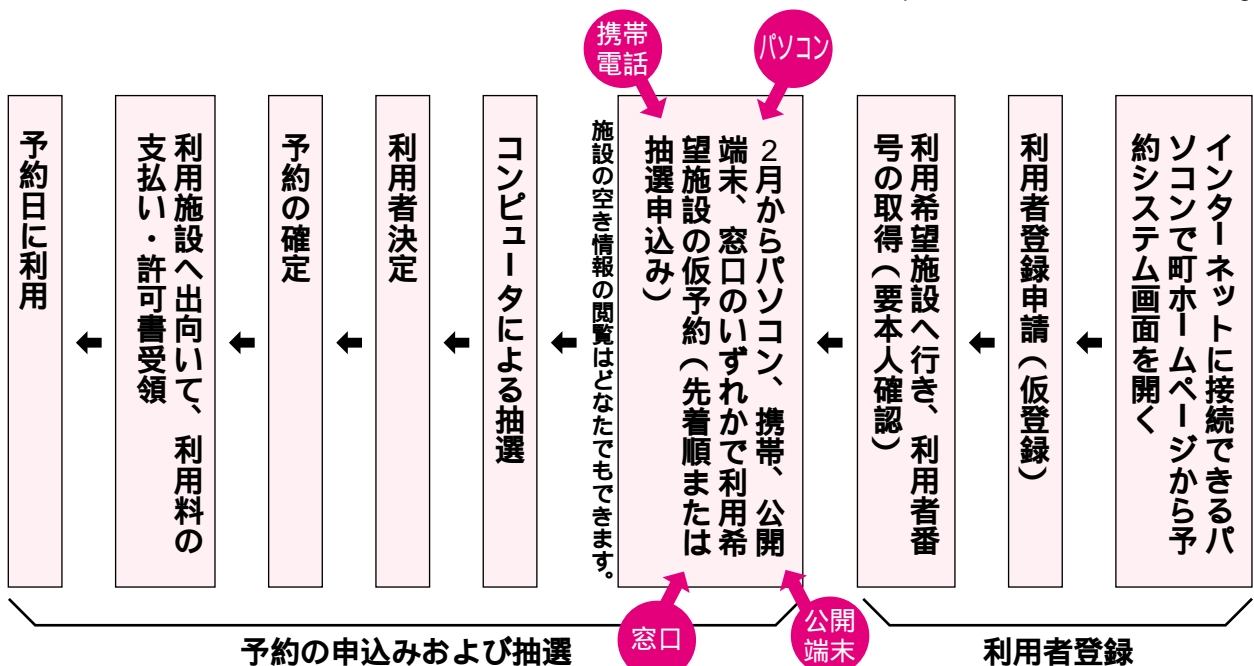 インターネットに接続できるパ
ソコンで町ホームページから予
約システム画面を開く
利用者登録申請（仮登録）
利用希望施設へ行き、利用者番
号の取得（要本人確認）
利用者登録
携帯
電話
パソコン
2月からパソコン、携帯、公開
端末、窓口のいずれかで利用希
望施設の仮予約（先着順または
抽選申込み）
施設の空き情報の閲覧はどなたでもできます。
窓口
公開
端末
コンピュータによる抽選
利用者決定
予約の確定
利用施設へ出向いて、利用料の
支払い・許可書受領
予約日に利用
予約の申込みおよび抽選